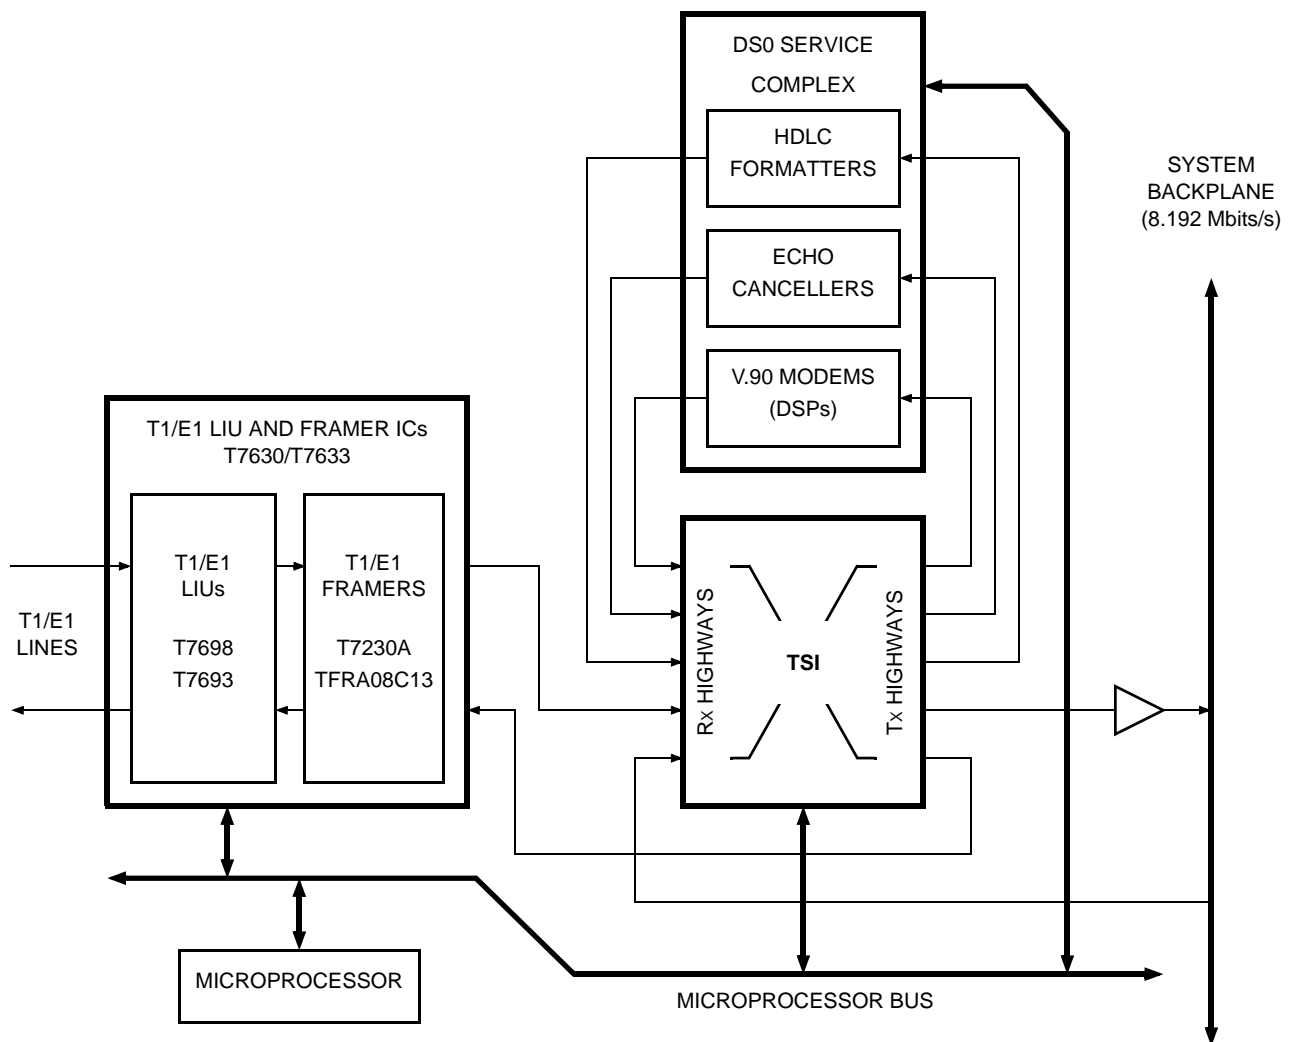 DS0 SERVICE
COMPLEX
HDLC
FORMATTERS
SYSTEM
BACKPLANE
(8.192 Mbits/s)
ECHO
CANCELLERS
V.90 MODEMS
(DSPs)
T1/E1 LIU AND FRAMER ICs
T7630/T7633
T1/E1
LIUs
T7698
T7693
T1/E1
FRAMERS
T7230A
TFRA08C13
T1/E1
LINES
RX HIGHWAYS
TSI
TX HIGHWAYS
MICROPROCESSOR
MICROPROCESSOR BUS